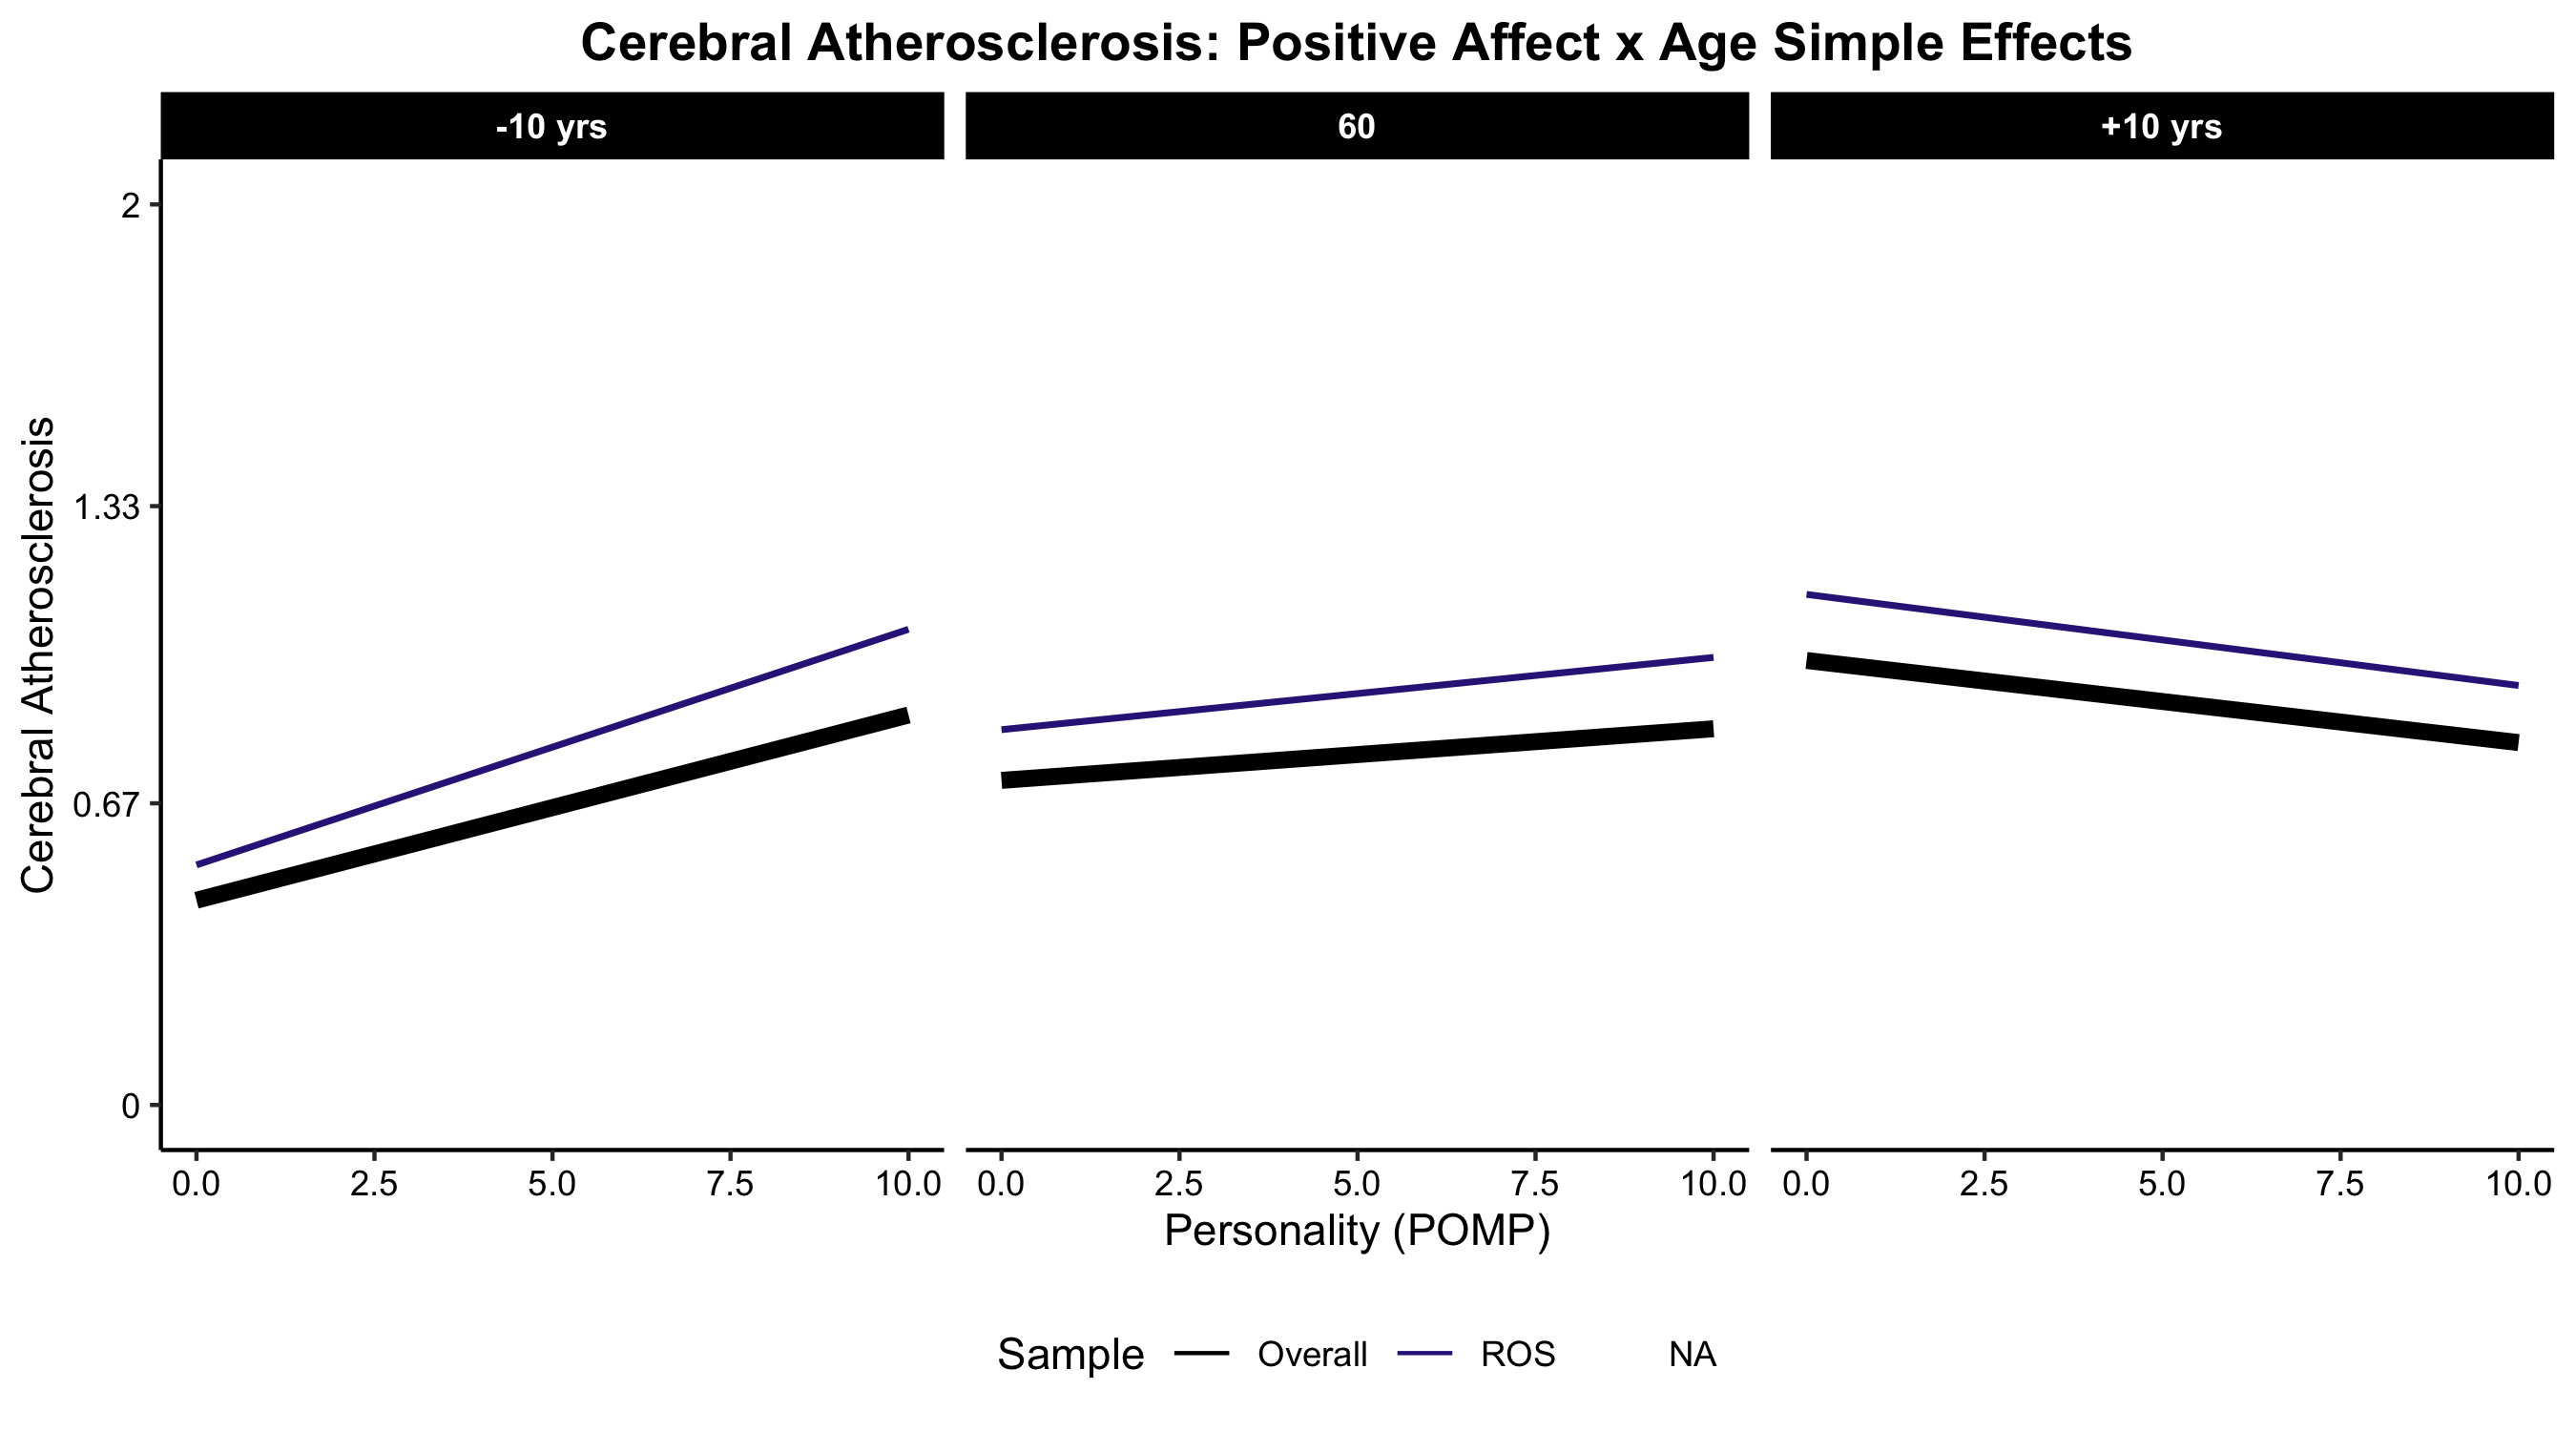 Cerebral Atherosclerosis: Positive Affect x Age Simple Effects
-10 yrs
60
+10 yrs
Cerebral Atherosclerosis
2
1.33
0.67
0
0.0 2.5 5.0 7.5 10.0
0.0 2.5 5.0 7.5 10.0
0.0 2.5 5.0 7.5 10.0
Personality (POMP)
Sample Overall ROS NA